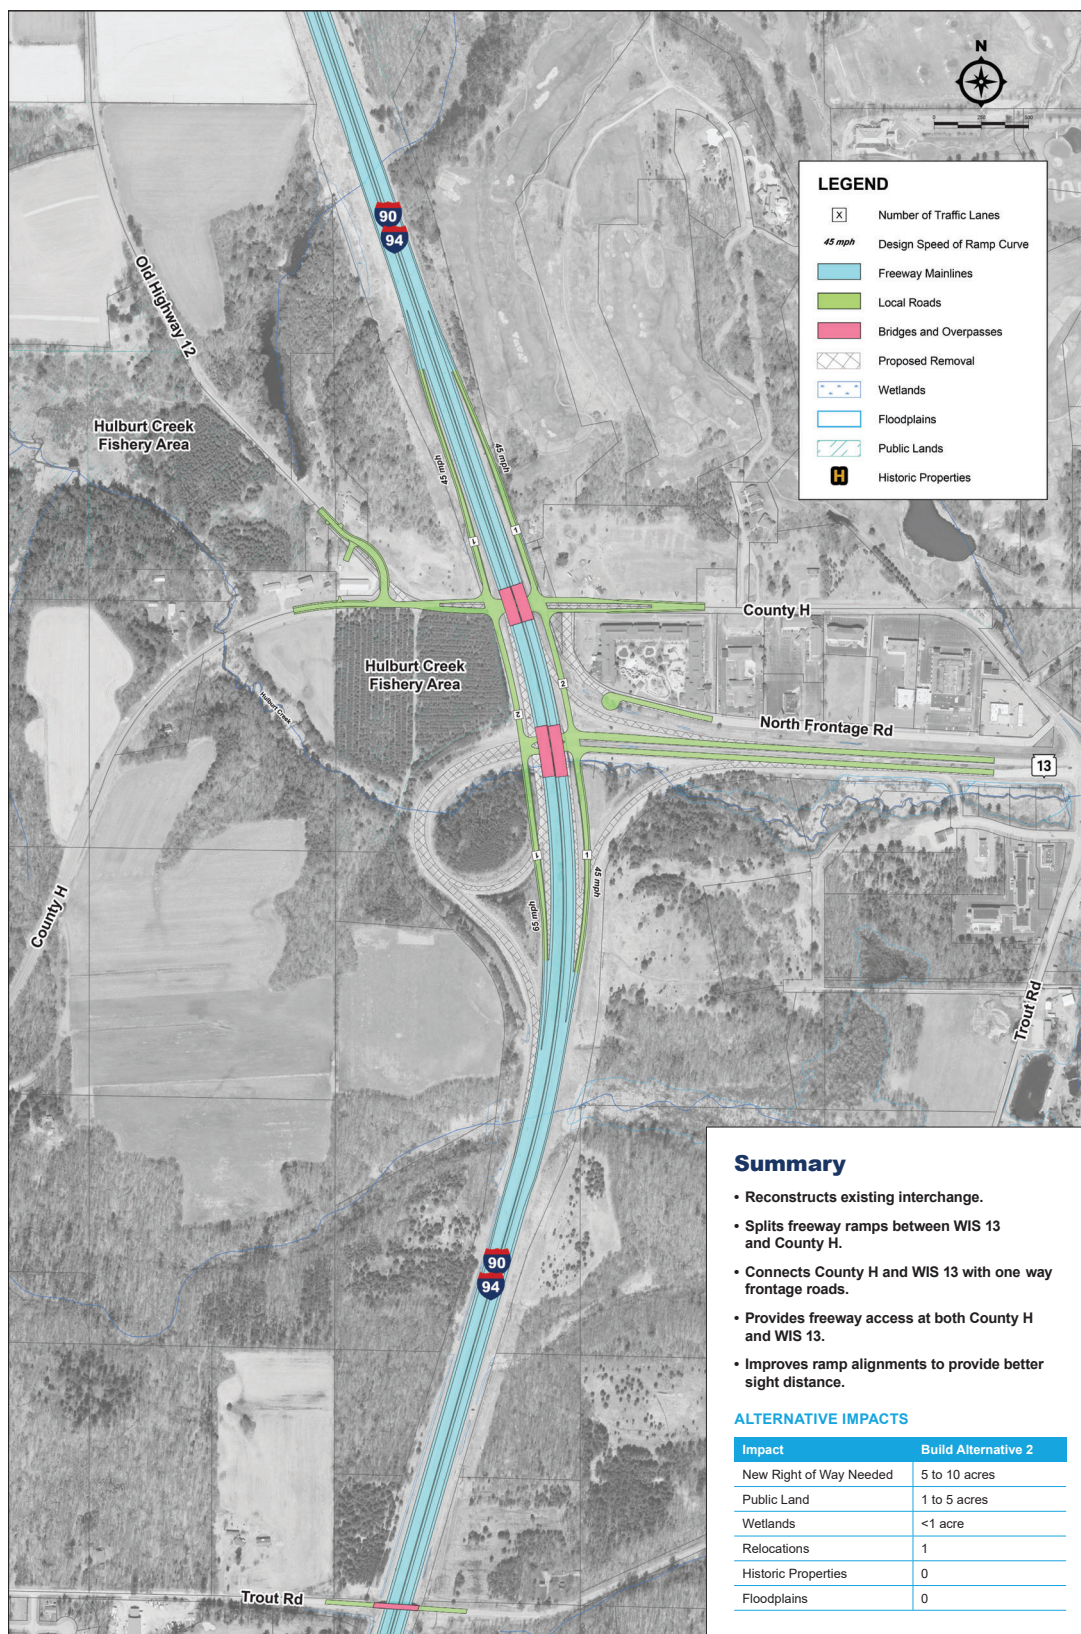 N
0 250 500
LEGEND
X Number of Traffic Lanes
45 mph Design Speed of Ramp Curve
Freeway Mainlines
Local Roads
Bridges and Overpasses
Proposed Removal
Wetlands
Floodplains
Public Lands
H Historic Properties
90
94
Old Highway 12
Hulburt Creek
Fishery Area
45 mph
45 mph
1
1
County H
Hulburt Creek
Fishery Area
Hulburt Creek
2
2
North Frontage Rd
13
1
1
45 mph
65 mph
County H
Trout Rd
90
94
Trout Rd
Summary
• Reconstructs existing interchange.
• Splits freeway ramps between WIS 13
and County H.
• Connects County H and WIS 13 with one way
frontage roads.
• Provides freeway access at both County H
and WIS 13.
• Improves ramp alignments to provide better
sight distance.
ALTERNATIVE IMPACTS
Impact Build Alternative 2
New Right of Way Needed 5 to 10 acres
Public Land 1 to 5 acres
Wetlands <1 acre
Relocations 1
Historic Properties 0
Floodplains 0